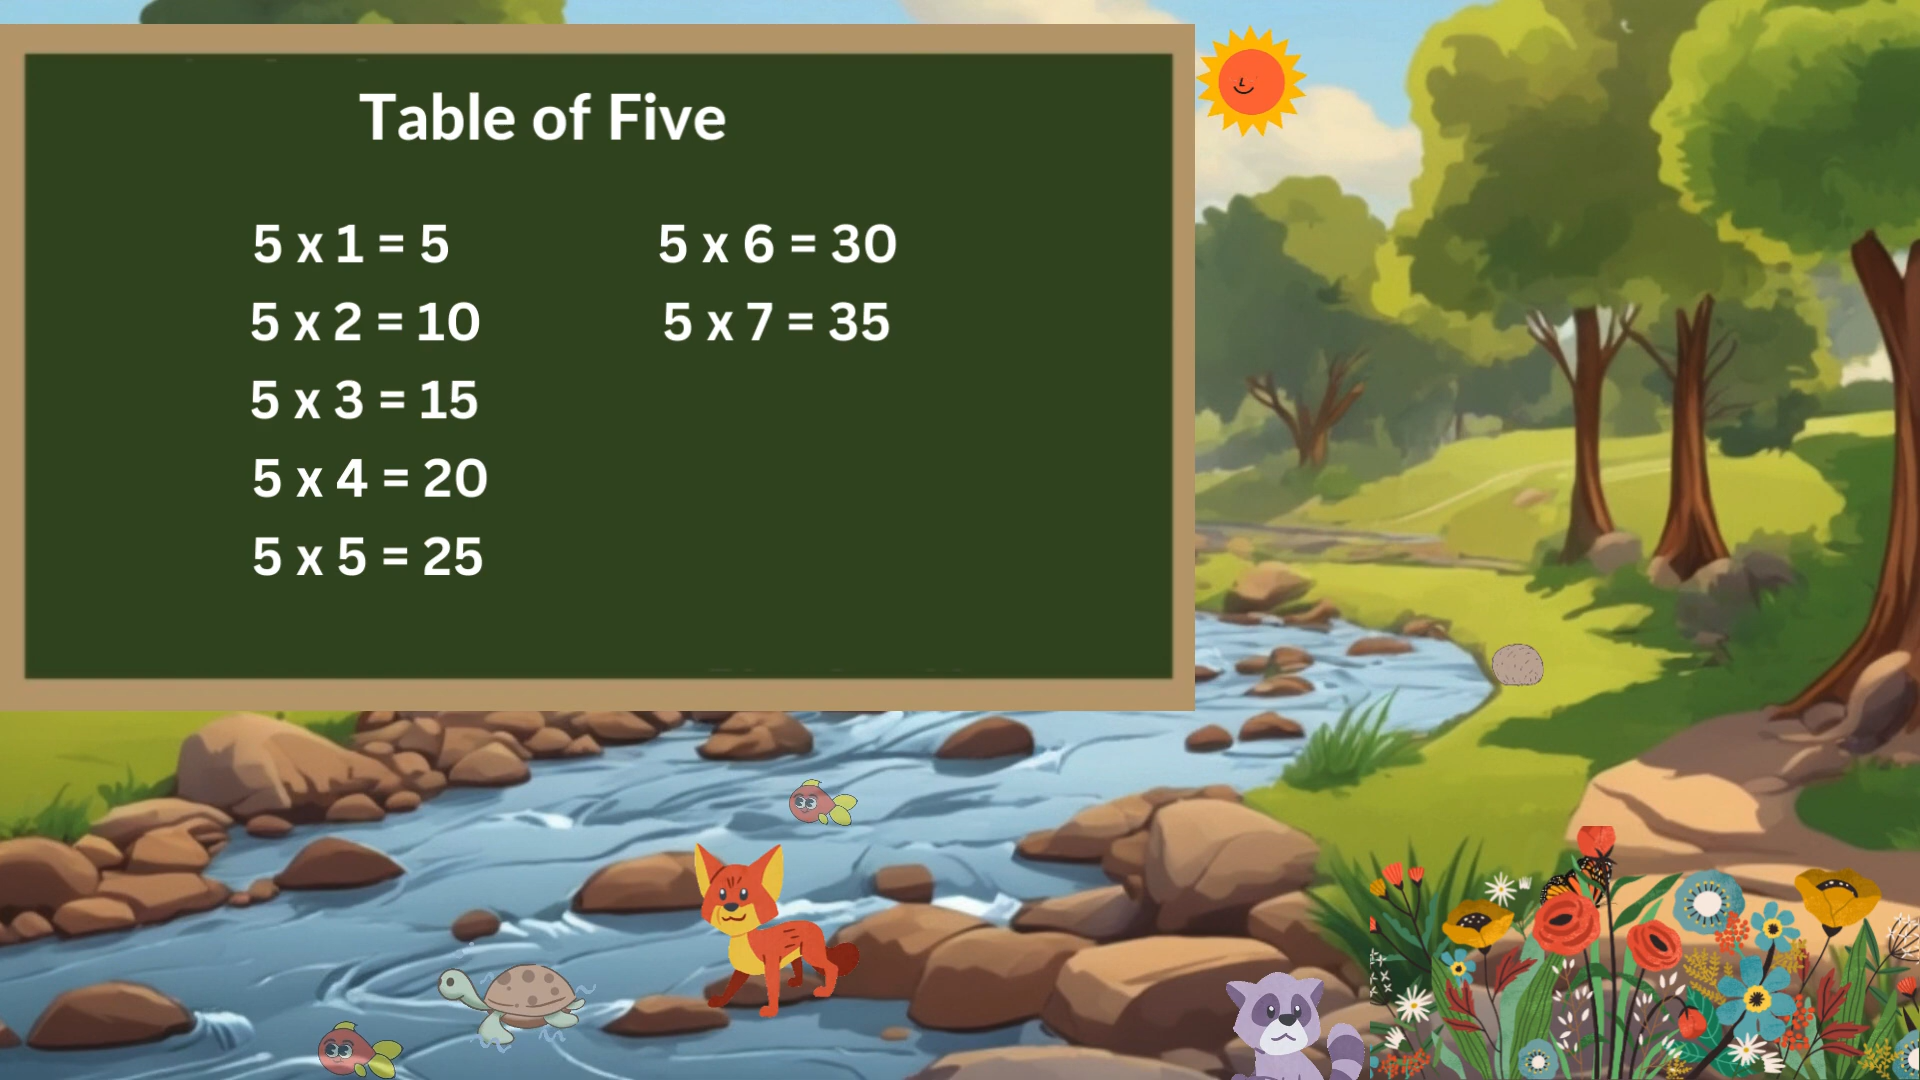 Table of Five
5 x 1 = 5
5 x 2 = 10
5 x 3 = 15
5 x 4 = 20
5 x 5 = 25
5 x 6 = 30
5 x 7 = 35